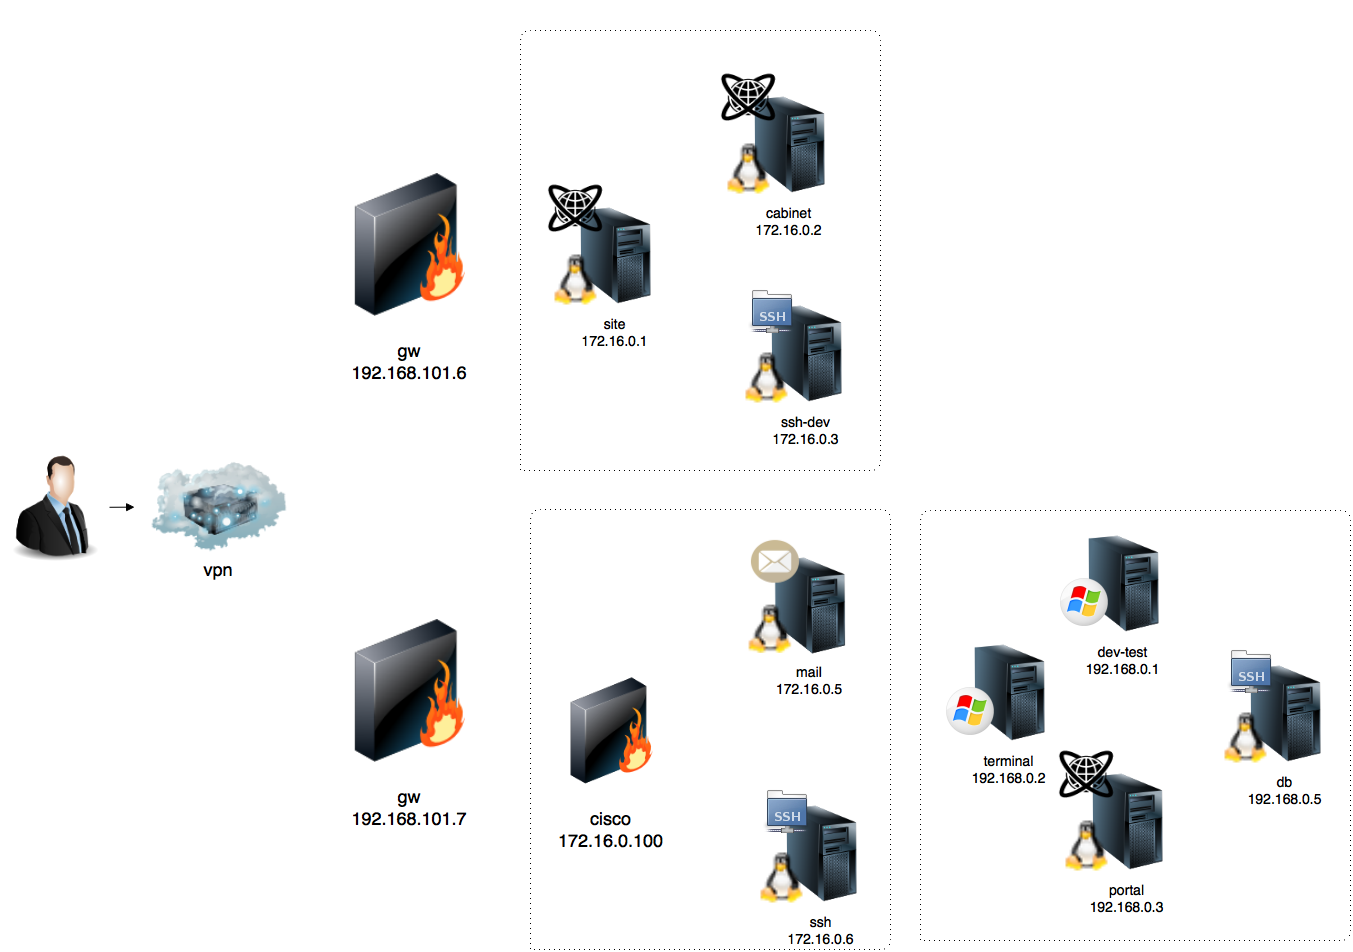 cabinet
172.16.0.2
site
172.16.0.1
SSH
ssh-dev
172.16.0.3
gw
192.168.101.6
vpn
mail
172.16.0.5
gw
192.168.101.7
cisco
172.16.0.100
SSH
ssh
172.16.0.6
dev-test
192.168.0.1
terminal
192.168.0.2
SSH
db
192.168.0.5
portal
192.168.0.3